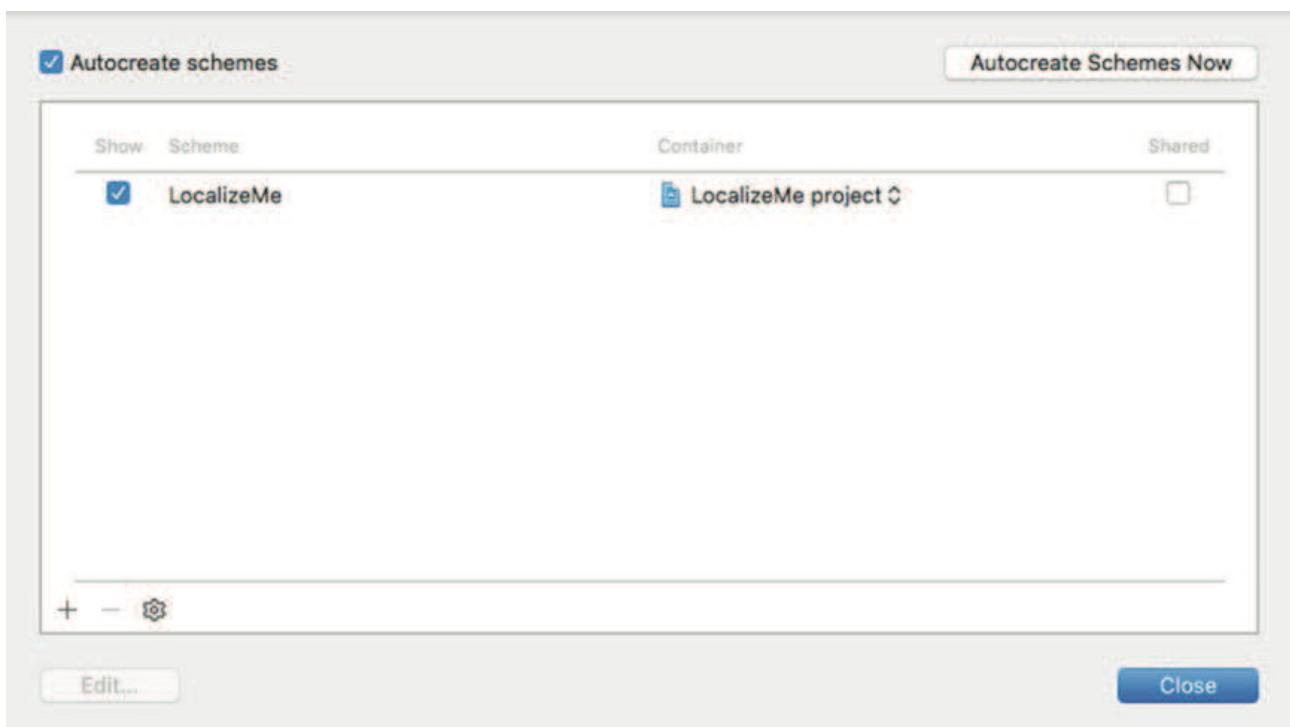 Autocreate schemes Autocreate Schemes Now
Show Scheme Container Shared
LocalizeMe LocalizeMe project
Edit... Close